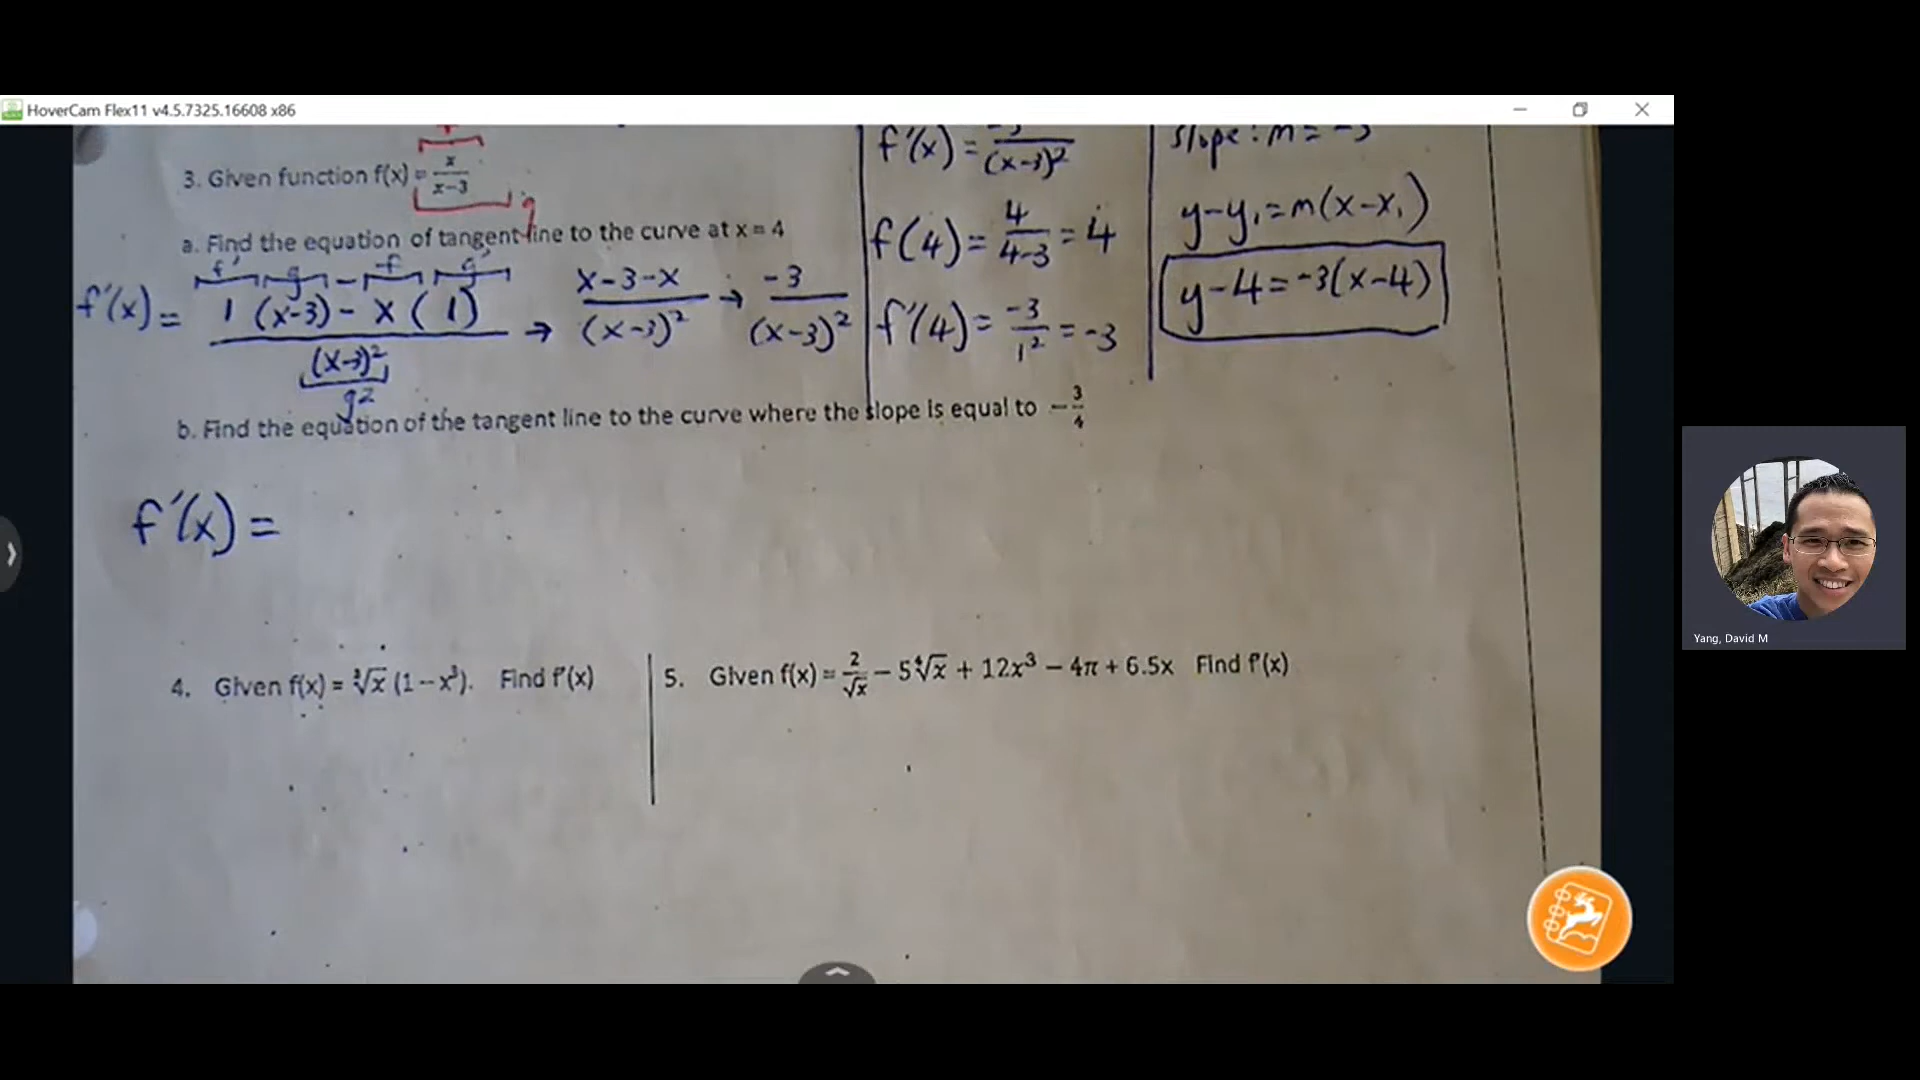 HoverCam Flex11 v4.5.7325.16608 x86
3. Given function f(x) = x/(x-3)
g
f'(x) = -3/(x-3)²
slope: m = -3
a. Find the equation of tangent line to the curve at x = 4
f(4) = 4/(4-3) = 4
y-y₁=m(x-x₁)
f' g - f g'
f'(x) = (1(x-3) - x(1))/(x-3)² → (x-3-x)/(x-3)² → -3/(x-3)²
g²
f'(4) = -3/1² = -3
y-4=-3(x-4)
b. Find the equation of the tangent line to the curve where the slope is equal to -3/4
f'(x) =
Yang, David M
4. Given f(x) = ∛x (1-x³). Find f'(x)
5. Given f(x) = 2/√x - 5∜x + 12x³ - 4π + 6.5x Find f'(x)